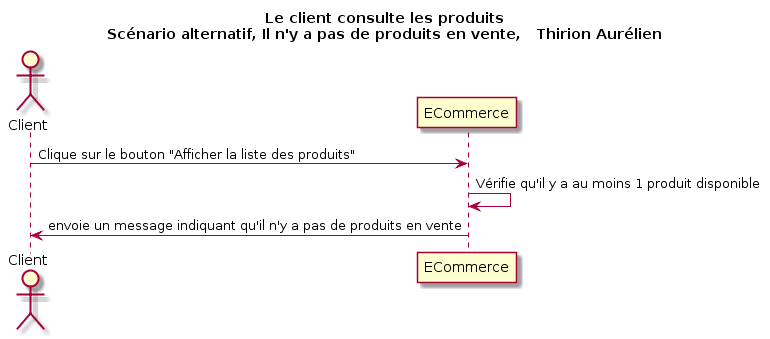 Le client consulte les produits
Scénario alternatif, Il n'y a pas de produits en vente,   Thirion Aurélien
Client
ECommerce
Clique sur le bouton "Afficher la liste des produits"
Vérifie qu'il y a au moins 1 produit disponible
envoie un message indiquant qu'il n'y a pas de produits en vente
Client
ECommerce